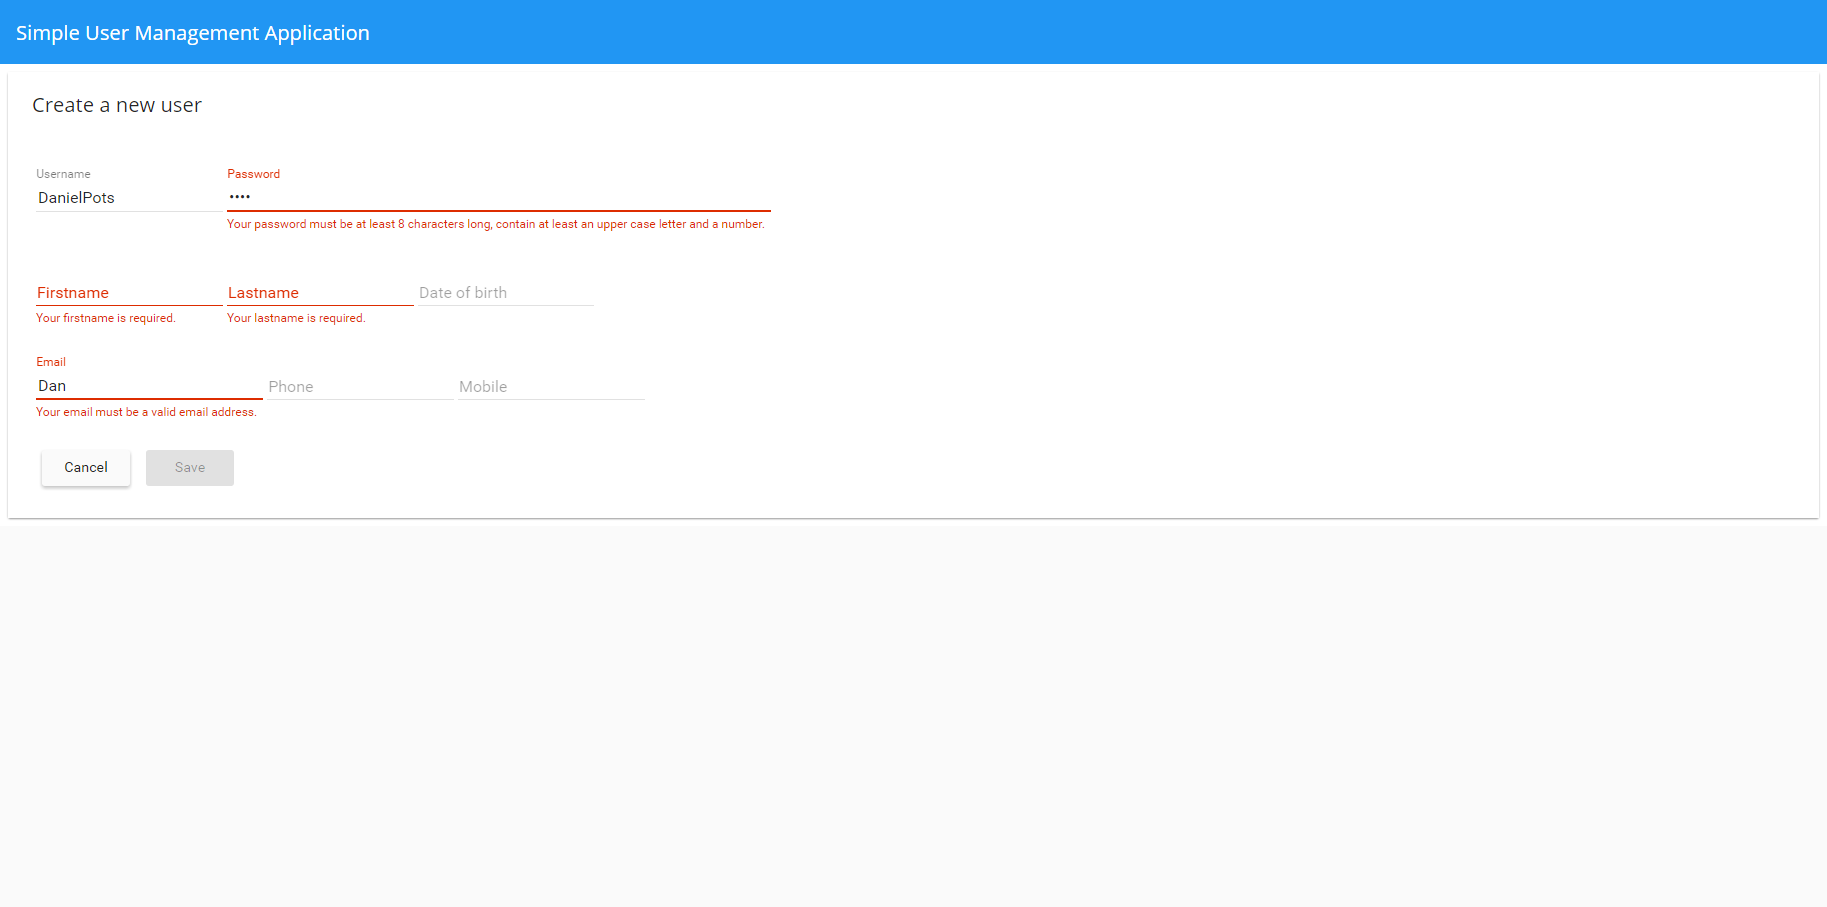 Simple User Management Application
Create a new user
Username Password
DanielPots ••••
Your password must be at least 8 characters long, contain at least an upper case letter and a number.
Firstname Lastname Date of birth
Your firstname is required. Your lastname is required.
Email
Dan Phone Mobile
Your email must be a valid email address.
Cancel Save